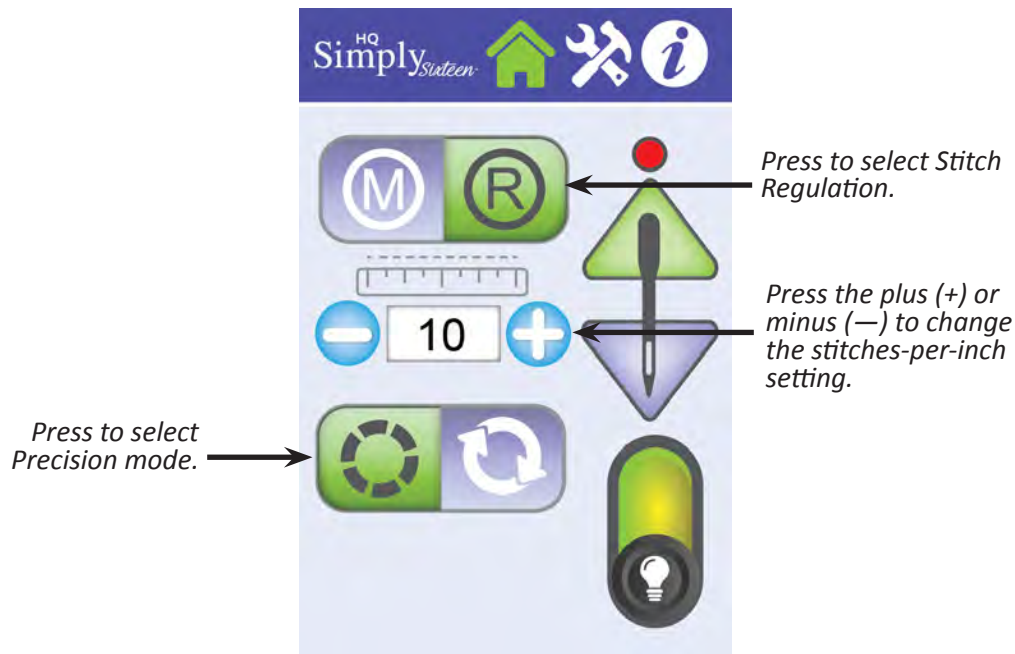 HQ
Simply Sixteen
i
M R
Press to select Stitch
Regulation.
10
Press the plus (+) or
minus (—) to change
the stitches-per-inch
setting.
Press to select
Precision mode.